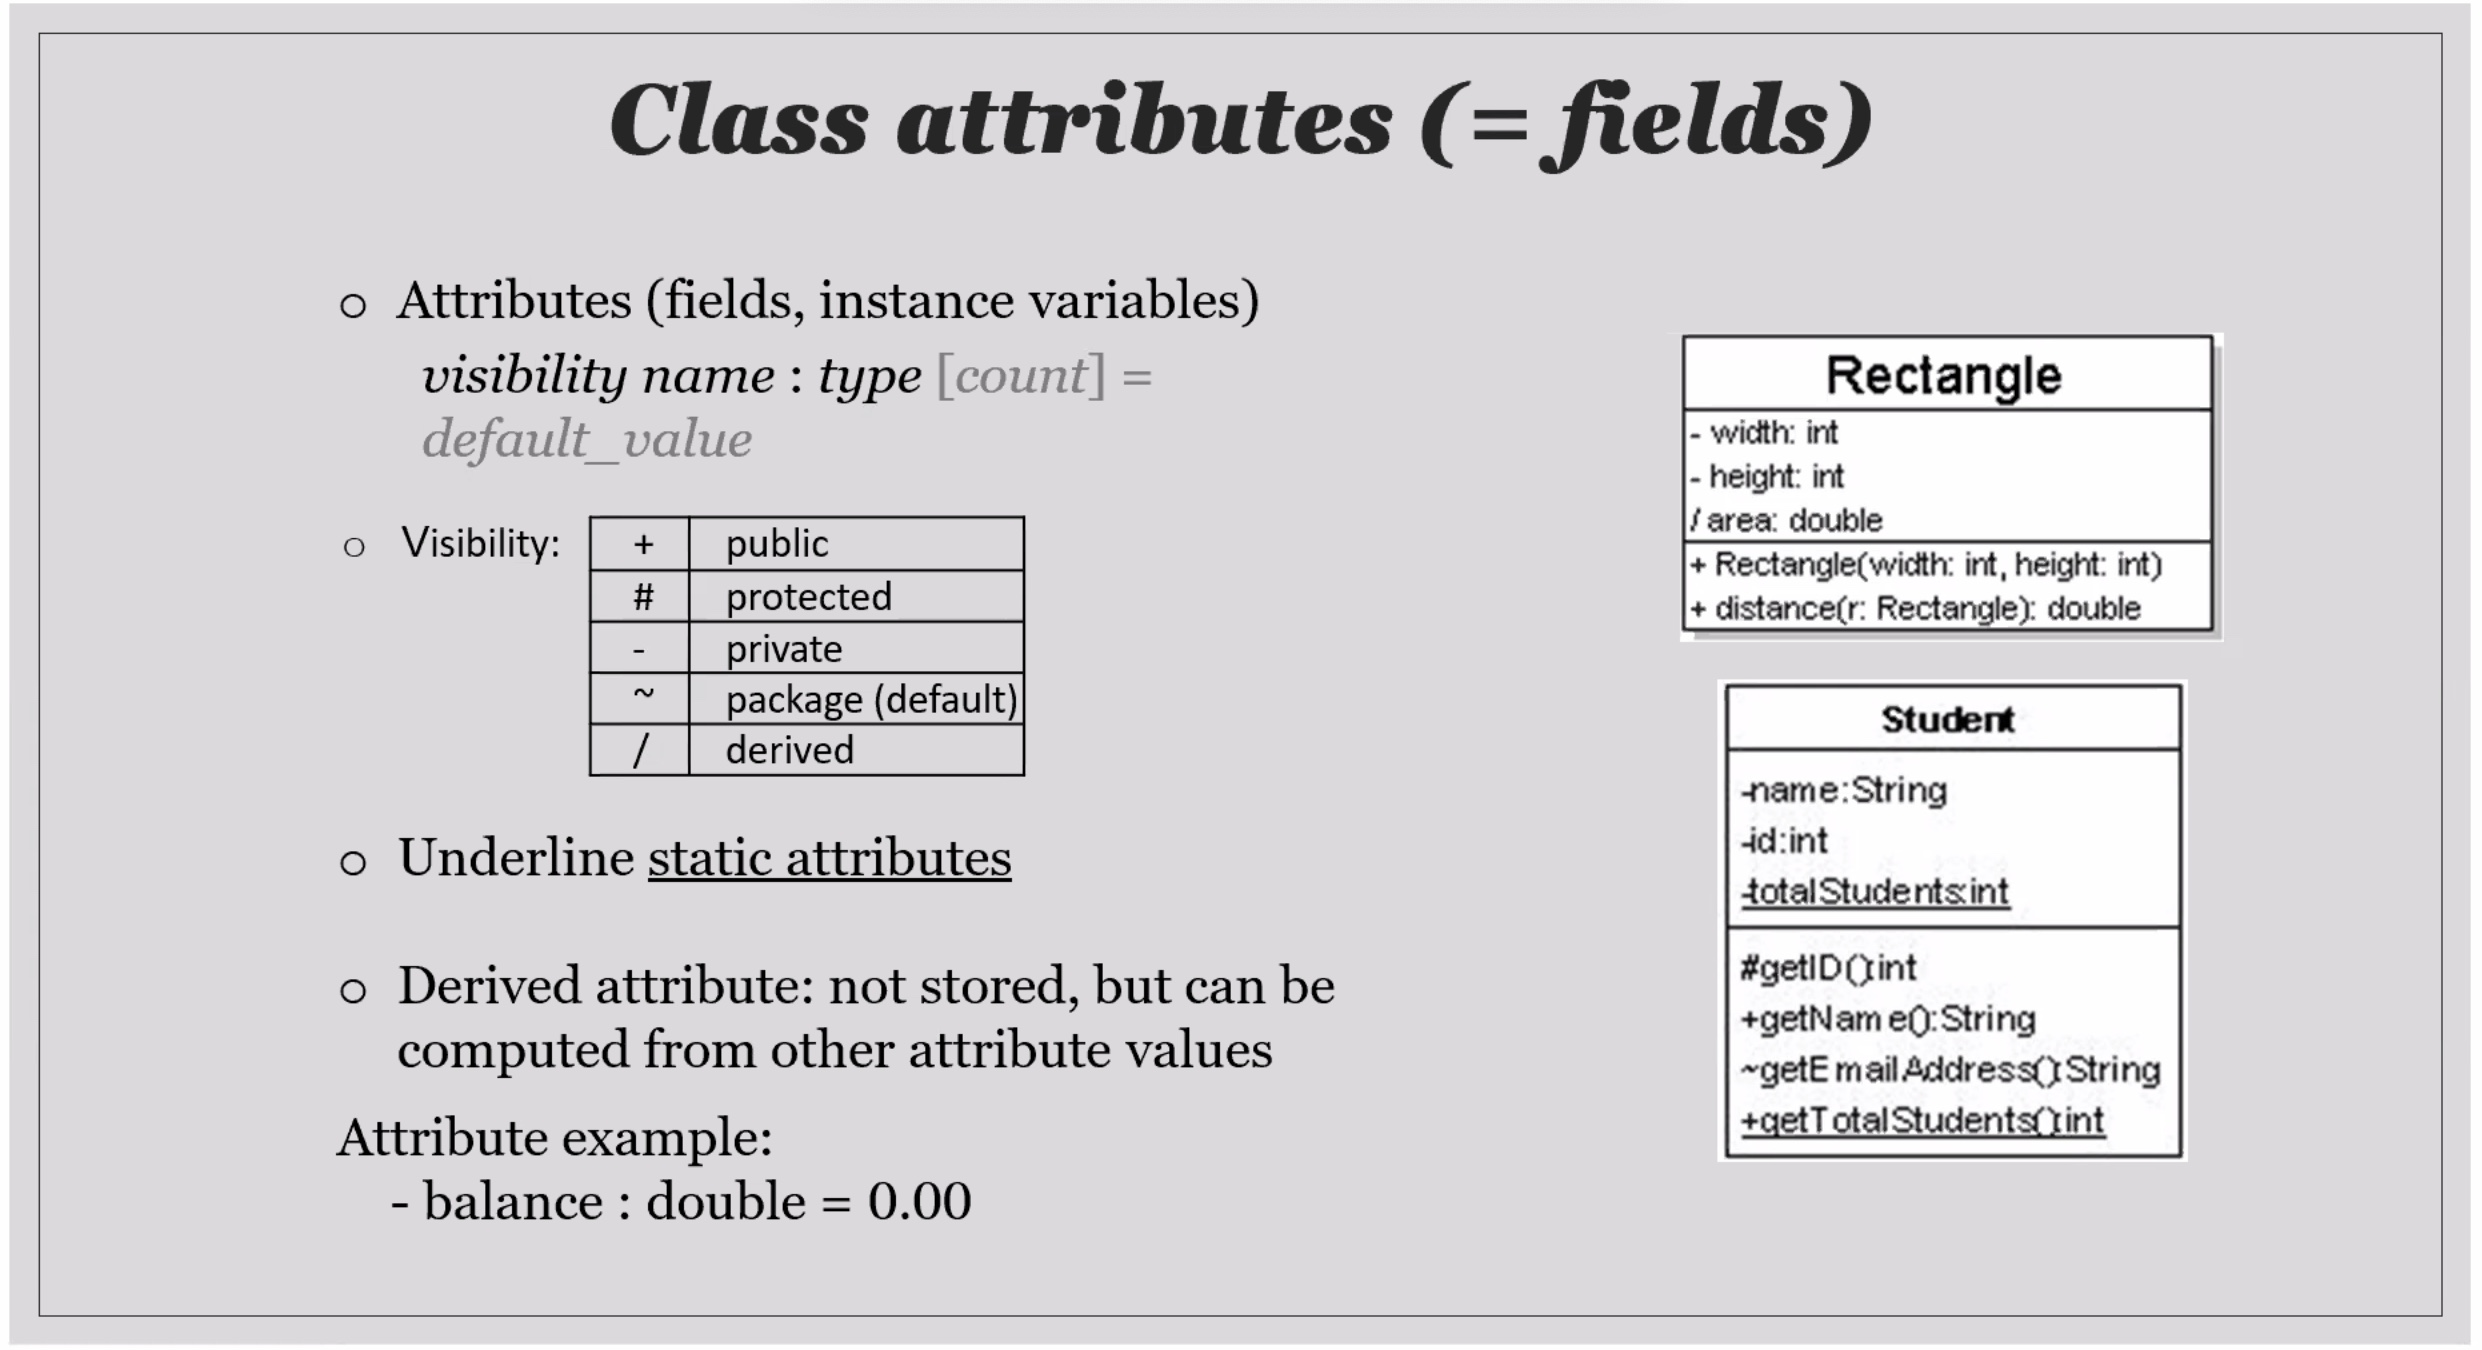 Class attributes (= fields)
○ Attributes (fields, instance variables)
visibility name : type [count] =
default_value
○ Visibility:
+ public
# protected
- private
~ package (default)
/ derived
○ Underline static attributes
○ Derived attribute: not stored, but can be
computed from other attribute values
Attribute example:
- balance : double = 0.00
Rectangle
- width: int
- height: int
/ area: double
+ Rectangle(width: int, height: int)
+ distance(r: Rectangle): double
Student
-name:String
-id:int
-totalStudents:int
#getID():int
+getName():String
~getEmailAddress():String
+getTotalStudents():int